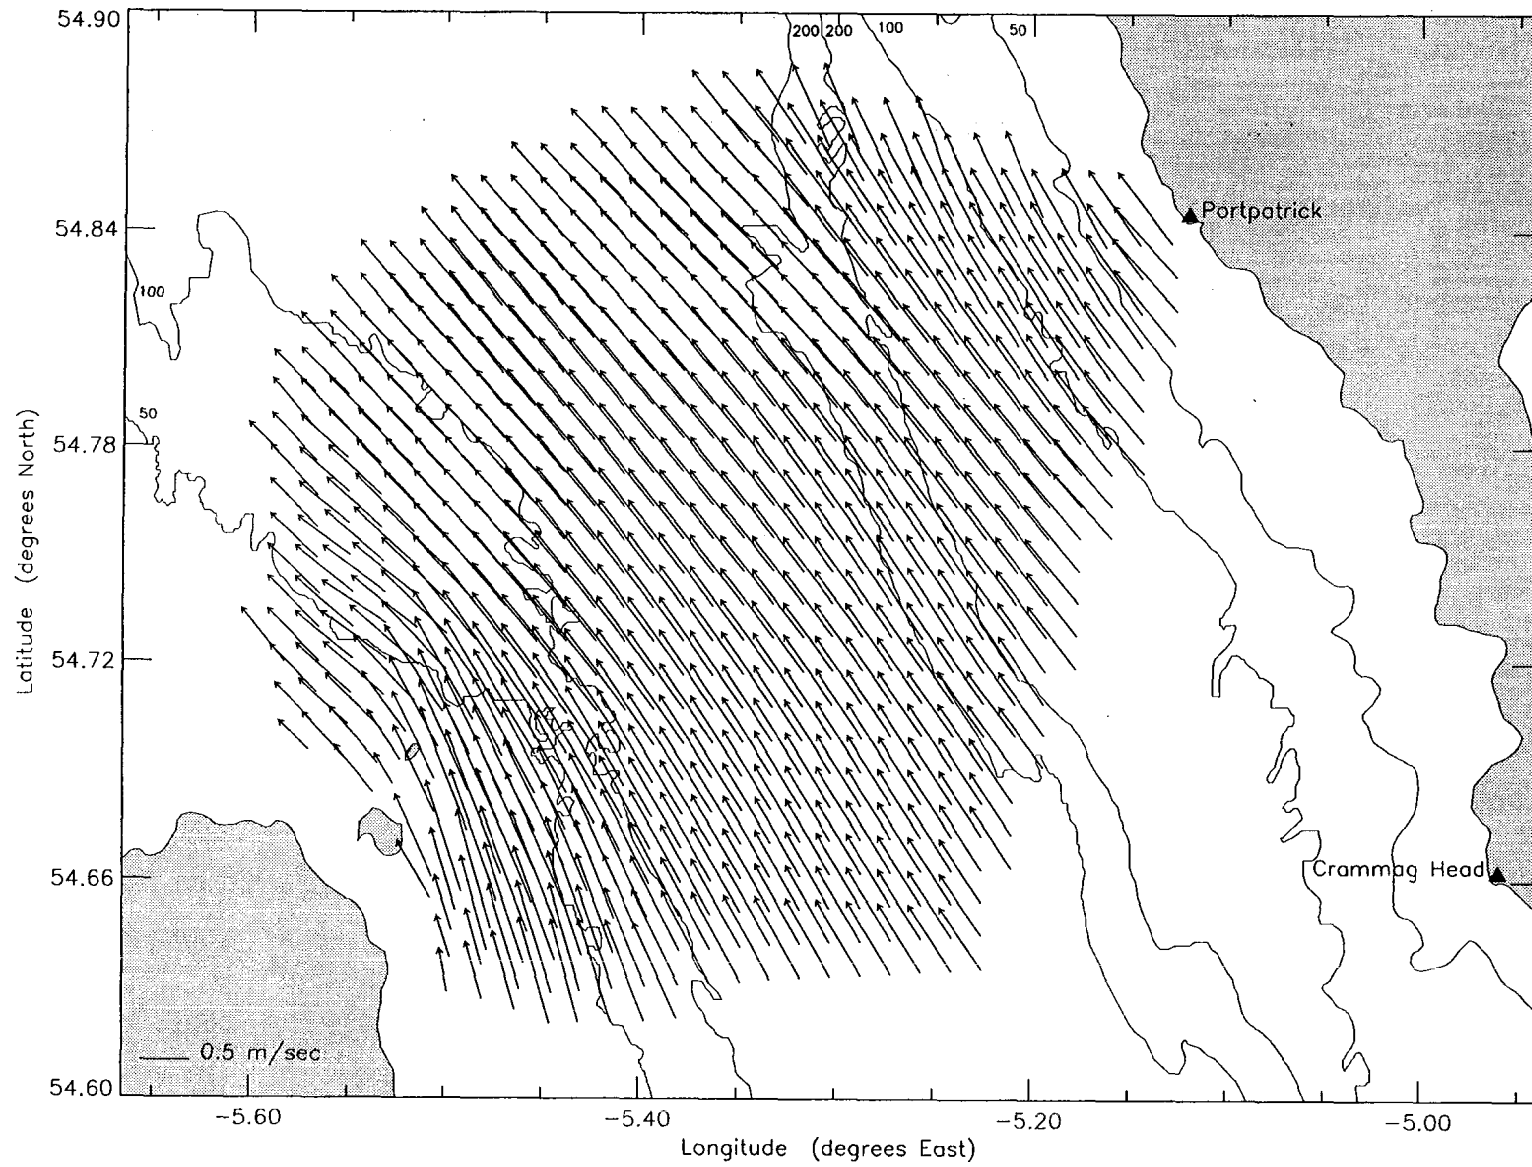 54.90
200 200 100 50
Portpatrick
54.84
100
50
54.78
Latitude (degrees North)
54.72
54.66
Crammag Head
0.5 m/sec
54.60
-5.60 -5.40 -5.20 -5.00
Longitude (degrees East)